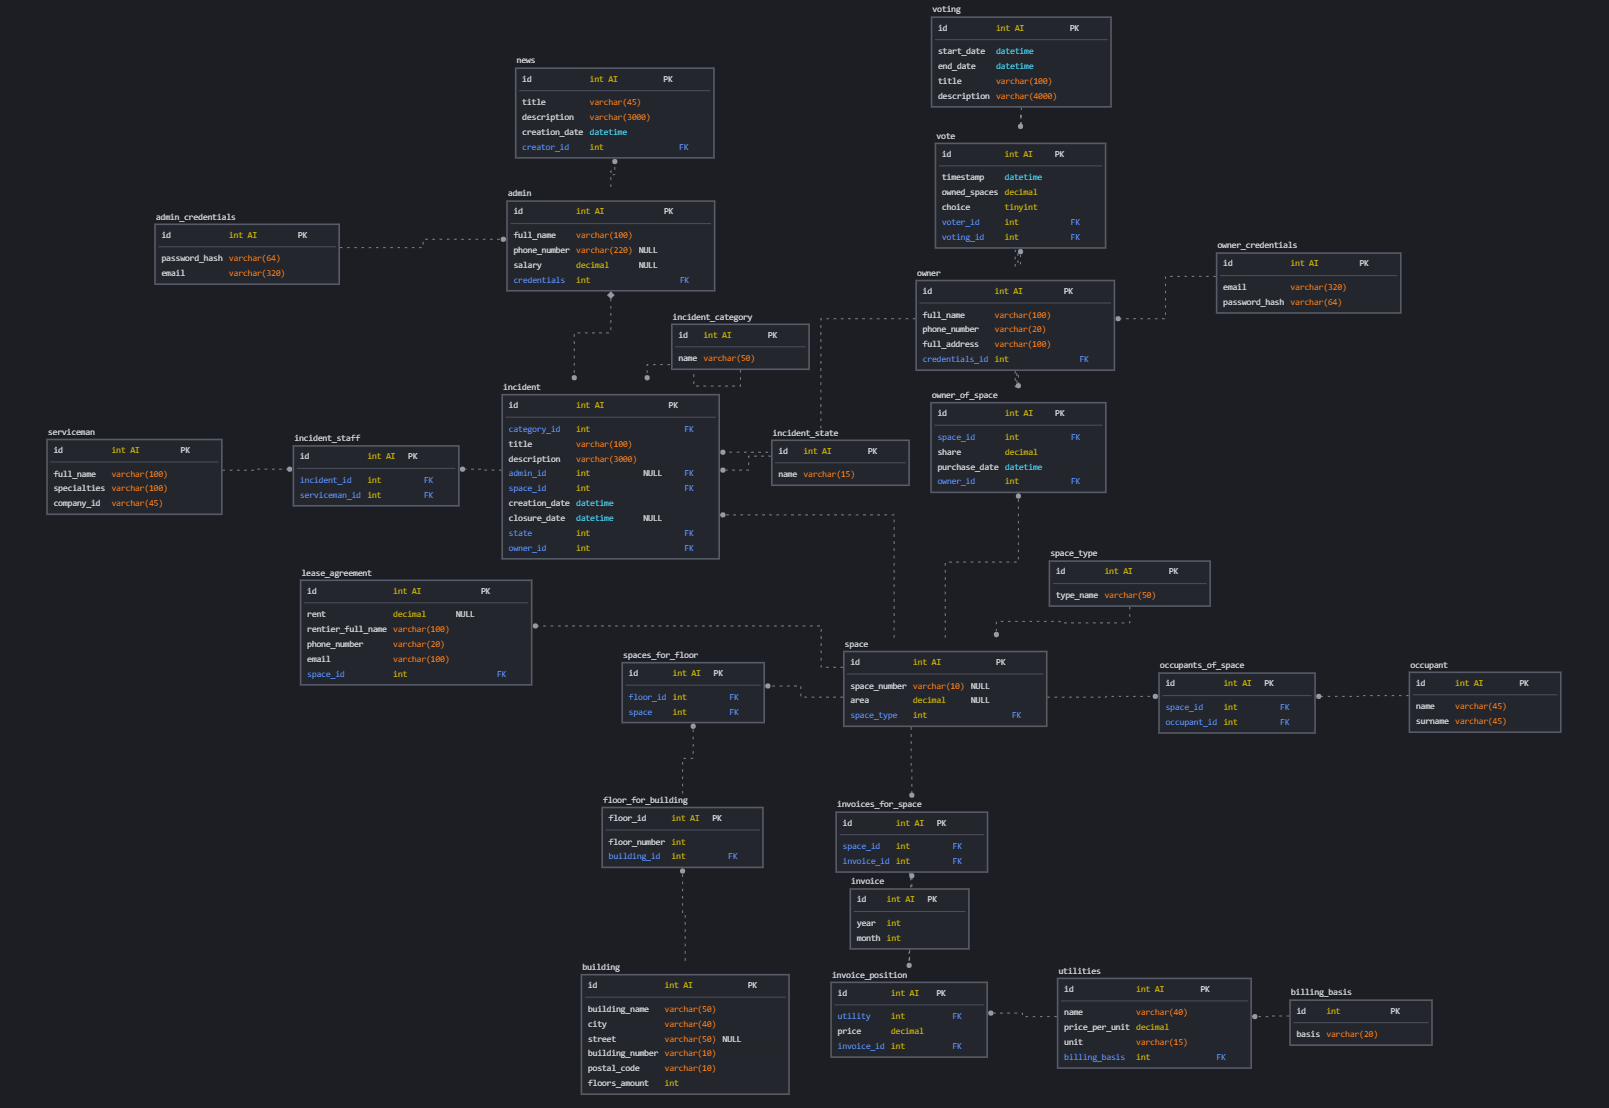 voting
id int AI PK
start_date datetime
end_date datetime
title varchar(100)
description varchar(4000)
news
id int AI PK
title varchar(45)
description varchar(3000)
creation_date datetime
creator_id int FK
vote
id int AI PK
timestamp datetime
owned_spaces decimal
choice tinyint
voter_id int FK
voting_id int FK
admin
id int AI PK
full_name varchar(100)
phone_number varchar(220) NULL
salary decimal NULL
credentials int FK
admin_credentials
id int AI PK
password_hash varchar(64)
email varchar(320)
owner_credentials
id int AI PK
email varchar(320)
password_hash varchar(64)
owner
id int AI PK
full_name varchar(100)
phone_number varchar(20)
full_address varchar(100)
credentials_id int FK
incident_category
id int AI PK
name varchar(50)
incident
id int AI PK
category_id int FK
title varchar(100)
description varchar(3000)
admin_id int NULL FK
space_id int FK
creation_date datetime
closure_date datetime NULL
state int FK
owner_id int FK
owner_of_space
id int AI PK
space_id int FK
share decimal
purchase_date datetime
owner_id int FK
serviceman
id int AI PK
full_name varchar(100)
specialties varchar(100)
company_id varchar(45)
incident_staff
id int AI PK
incident_id int FK
serviceman_id int FK
incident_state
id int AI PK
name varchar(15)
space_type
id int AI PK
type_name varchar(50)
lease_agreement
id int AI PK
rent decimal NULL
rentier_full_name varchar(100)
phone_number varchar(20)
email varchar(100)
space_id int FK
space
id int AI PK
space_number varchar(10) NULL
area decimal NULL
space_type int FK
spaces_for_floor
id int AI PK
floor_id int FK
space int FK
occupants_of_space
id int AI PK
space_id int FK
occupant_id int FK
occupant
id int AI PK
name varchar(45)
surname varchar(45)
floor_for_building
floor_id int AI PK
floor_number int
building_id int FK
invoices_for_space
id int AI PK
space_id int FK
invoice_id int FK
invoice
id int AI PK
year int
month int
building
id int AI PK
building_name varchar(50)
city varchar(40)
street varchar(50) NULL
building_number varchar(10)
postal_code varchar(10)
floors_amount int
invoice_position
id int AI PK
utility int FK
price decimal
invoice_id int FK
utilities
id int AI PK
name varchar(40)
price_per_unit decimal
unit varchar(15)
billing_basis int FK
billing_basis
id int PK
basis varchar(20)